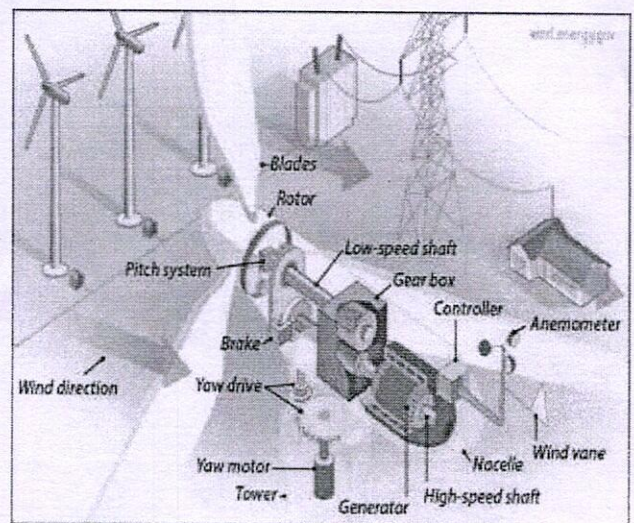 Blades
Rotor
Low-speed shaft
Pitch system
Gear box
Controller
Anemometer
Brake
Wind direction
Yaw drive
Wind vane
Nacelle
Yaw motor
High-speed shaft
Tower
Generator